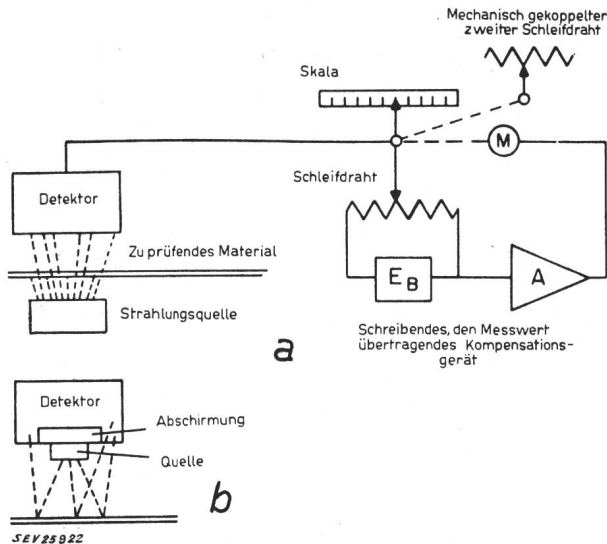 Mechanisch gekoppelter
zweiter Schleifdraht
Skala
M
Schleifdraht
Detektor
Zu prüfendes Material
E_B
A
Strahlungsquelle
a
Schreibendes, den Messwert
übertragendes Kompensations-
gerät
Detektor
Abschirmung
Quelle
b
SEV25922